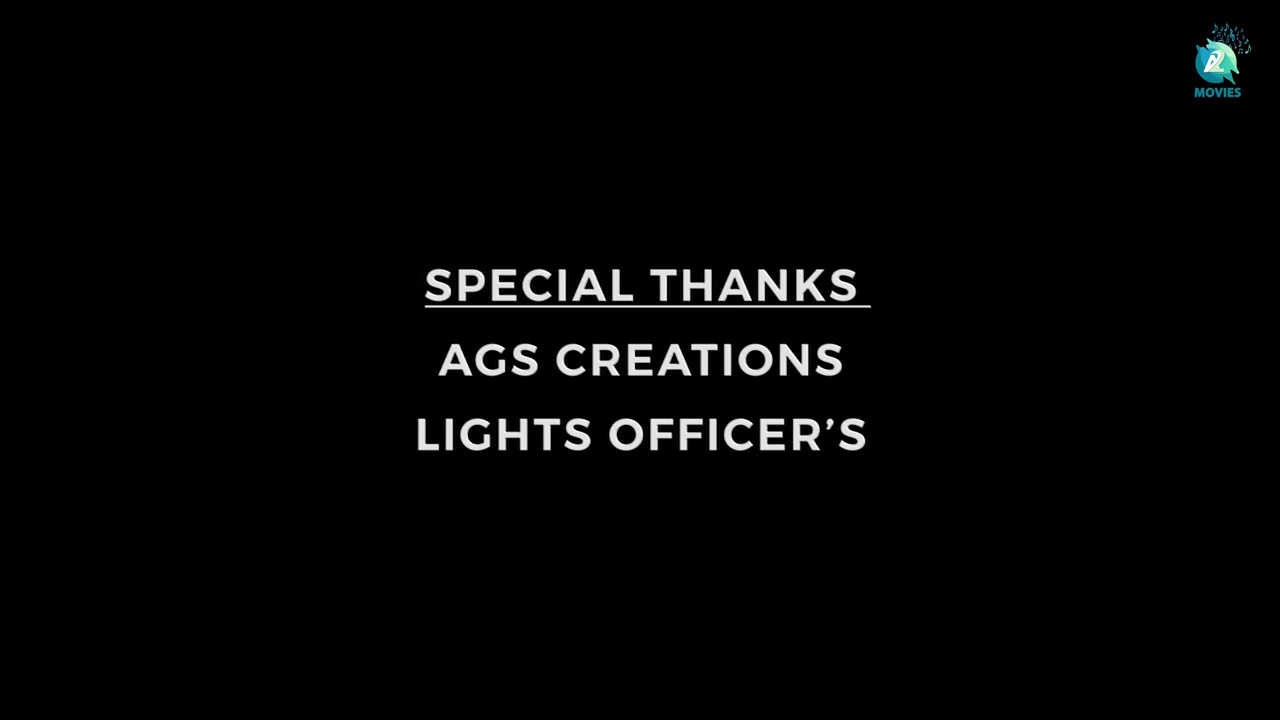 MOVIES
SPECIAL THANKS
AGS CREATIONS
LIGHTS OFFICER’S